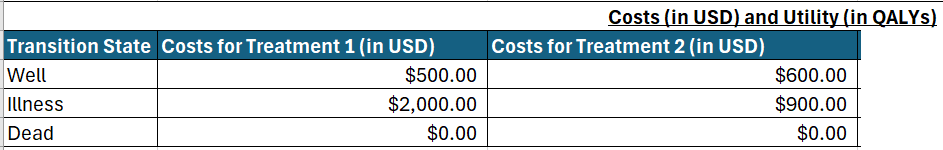 Costs (in USD) and Utility (in QALYs)
Transition State Costs for Treatment 1 (in USD) Costs for Treatment 2 (in USD)
Well $500.00 $600.00
Illness $2,000.00 $900.00
Dead $0.00 $0.00